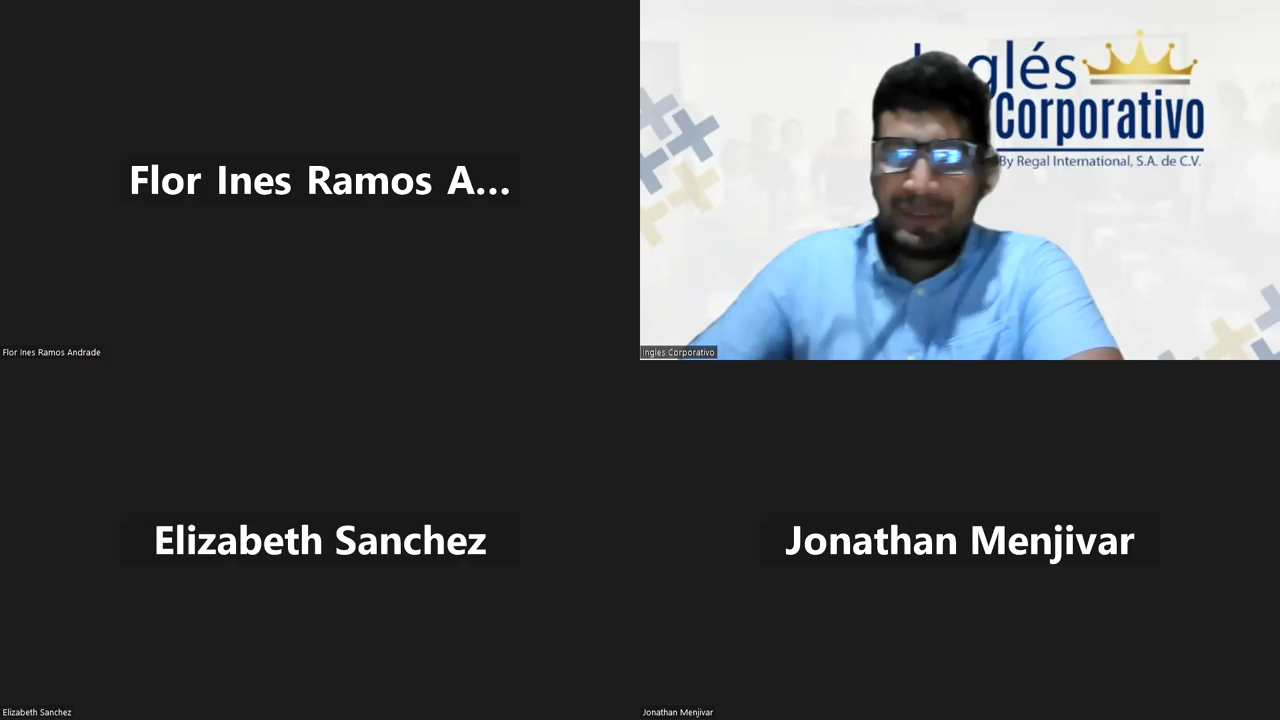 Flor Ines Ramos A...
Flor Ines Ramos Andrade
glés
Corporativo
By Regal International, S.A. de C.V.
Ingles Corporativo
Elizabeth Sanchez
Elizabeth Sanchez
Jonathan Menjivar
Jonathan Menjivar